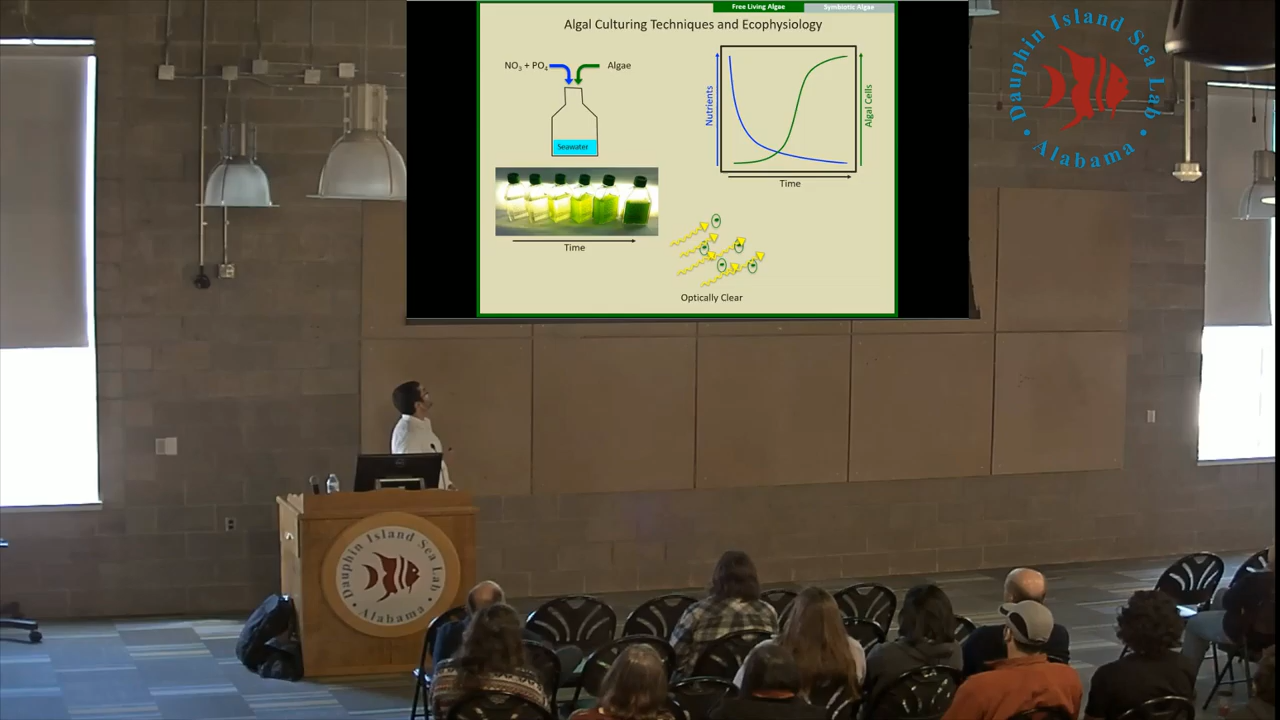 Free Living Algae
Symbiotic Algae
Algal Culturing Techniques and Ecophysiology
NO3 + PO4
Algae
Seawater
Time
Nutrients
Algal Cells
Time
Optically Clear
Dauphin Island Sea Lab
Alabama
Dauphin Island Sea Lab
Alabama